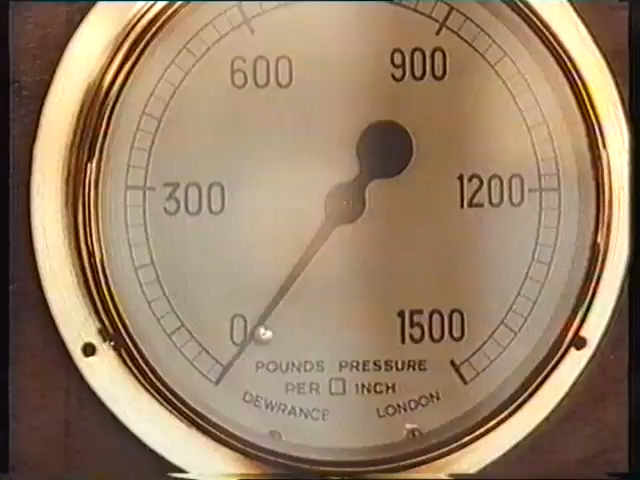 600 900
300 1200
0 1500
POUNDS PRESSURE
PER □ INCH
DEWRANCE LONDON